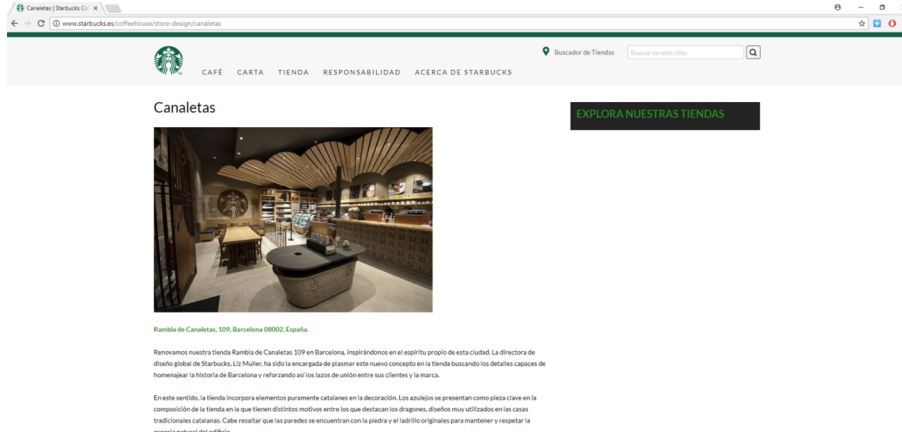 Canaletas | Starbucks Co
www.starbucks.es/coffeehouse/store-design/canaletas
Buscador de Tiendas
Buscar en este sitio
CAFÉ CARTA TIENDA RESPONSABILIDAD ACERCA DE STARBUCKS
Canaletas
EXPLORA NUESTRAS TIENDAS
Rambla de Canaletas, 109, Barcelona 08002, España.
Renovamos nuestra tienda Rambla de Canaletas 109 en Barcelona, inspirándonos en el espíritu propio de esta ciudad. La directora de
diseño global de Starbucks, Liz Muller, ha sido la encargada de plasmar este nuevo concepto en la tienda buscando los detalles capaces de
homenajear la historia de Barcelona y reforzando así los lazos de unión entre sus clientes y la marca.
En este sentido, la tienda incorpora elementos puramente catalanes en la decoración. Los azulejos se presentan como pieza clave en la
composición de la tienda en la que tienen distintos motivos entre los que destacan los dragones, diseños muy utilizados en las casas
tradicionales catalanas. Cabe resaltar que las paredes se encuentran con la piedra y el ladrillo originales para mantener y respetar la
esencia natural del edificio.